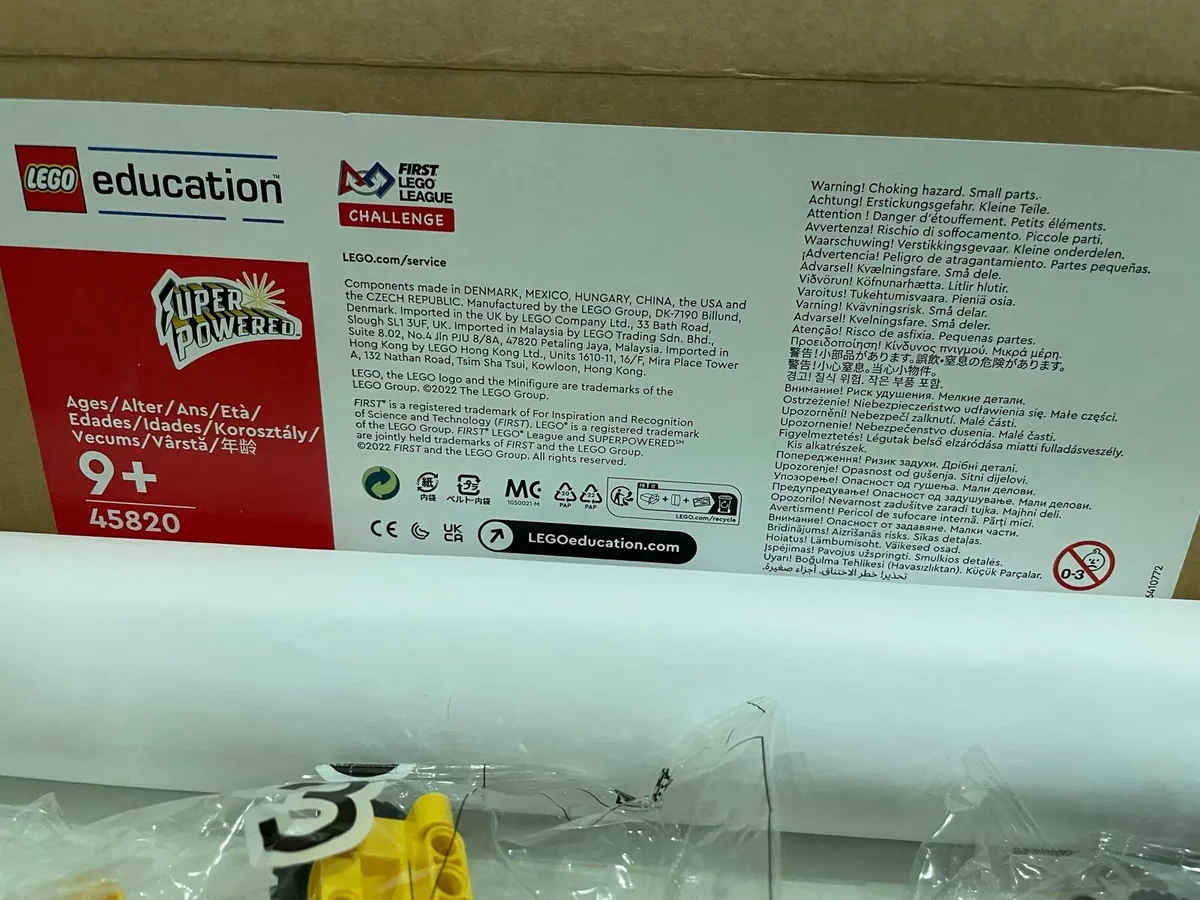 LEGO education™
FIRST
LEGO
LEAGUE
CHALLENGE
SUPER
POWERED
Ages/Alter/Ans/Età/
Edades/Idades/Korosztály/
Vecums/Vârstă/年龄
9+
45820
LEGO.com/service
Components made in DENMARK, MEXICO, HUNGARY, CHINA, the USA and
the CZECH REPUBLIC. Manufactured by the LEGO Group, DK-7190 Billund,
Denmark. Imported in the UK by LEGO Company Ltd., 33 Bath Road,
Slough SL1 3UF, UK. Imported in Malaysia by LEGO Trading Sdn. Bhd.,
Suite 8.02, No.4 Jln PJU 8/8A, 47820 Petaling Jaya, Malaysia. Imported in
Hong Kong by LEGO Hong Kong Ltd., Units 1610-11, 16/F, Mira Place Tower
A, 132 Nathan Road, Tsim Sha Tsui, Kowloon, Hong Kong.
LEGO, the LEGO logo and the Minifigure are trademarks of the
LEGO Group. ©2022 The LEGO Group.
FIRST® is a registered trademark of For Inspiration and Recognition
of Science and Technology (FIRST). LEGO® is a registered trademark
of the LEGO Group. FIRST® LEGO® League and SUPERPOWERED℠
are jointly held trademarks of FIRST and the LEGO Group.
©2022 FIRST and the LEGO Group. All rights reserved.
紙
内袋
プラ
ベルト・内袋
MC
1050021-M
20
PAP
22
PAP
FR
LEGO.com/recycle
CE
UK
CA
LEGOeducation.com
Warning! Choking hazard. Small parts.
Achtung! Erstickungsgefahr. Kleine Teile.
Attention ! Danger d'étouffement. Petits éléments.
Avvertenza! Rischio di soffocamento. Piccole parti.
Waarschuwing! Verstikkingsgevaar. Kleine onderdelen.
¡Advertencia! Peligro de atragantamiento. Partes pequeñas.
Advarsel! Kvælningsfare. Små dele.
Viðvörun! Köfnunarhætta. Litlir hlutir.
Varoitus! Tukehtumisvaara. Pieniä osia.
Varning! Kvävningsrisk. Små delar.
Advarsel! Kvelningsfare. Små deler.
Atenção! Risco de asfixia. Pequenas partes.
Προειδοποίηση! Κίνδυνος πνιγμού. Μικρά μέρη.
警告!小部品があります。誤飲・窒息の危険があります。
警告!小心窒息。当心小物件。
경고! 질식 위험. 작은 부품 포함.
Внимание! Риск удушения. Мелкие детали.
Ostrzeżenie! Niebezpieczeństwo udławienia się. Małe części.
Upozornění! Nebezpečí zalknutí. Malé části.
Upozornenie! Nebezpečenstvo dusenia. Malé časti.
Figyelmeztetés! Légutak belső elzáródása miatti fulladásveszély.
Kis alkatrészek.
Попередження! Ризик задухи. Дрібні деталі.
Upozorenje! Opasnost od gušenja. Sitni dijelovi.
Упозорење! Опасност од гушења. Мали делови.
Предупредување! Опасност од задушување. Мали делови.
Opozorilo! Nevarnost zadušitve zaradi tujka. Majhni deli.
Avertisment! Pericol de sufocare internă. Părți mici.
Внимание! Опасност от задавяне. Малки части.
Brīdinājums! Aizrīšanās risks. Sīkas detaļas.
Hoiatus! Lämbumisoht. Väikesed osad.
Įspėjimas! Pavojus užspringti. Smulkios detalės.
Uyarı! Boğulma Tehlikesi (Havasızlıktan). Küçük Parçalar.
تحذير! خطر الاختناق. أجزاء صغيرة.
0-3
6410772
3